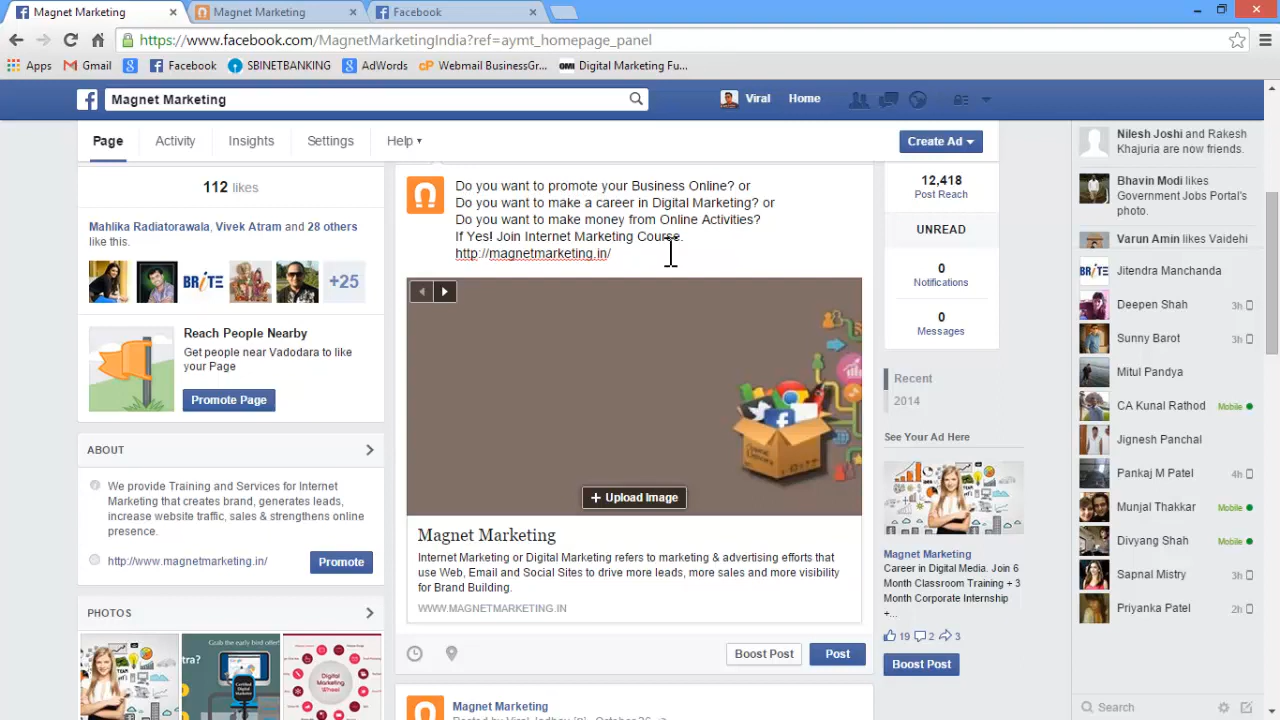 Magnet Marketing
Magnet Marketing
Facebook
https://www.facebook.com/MagnetMarketingIndia?ref=aymt_homepage_panel
Apps
Gmail
Facebook
SBINETBANKING
AdWords
Webmail BusinessGr...
Digital Marketing Fu...
Magnet Marketing
Viral
Home
Page
Activity
Insights
Settings
Help
Create Ad
112 likes
Mahlika Radiatorawala, Vivek Atram and 28 others
like this.
BRITE
+25
Reach People Nearby
Get people near Vadodara to like
your Page
Promote Page
ABOUT
We provide Training and Services for Internet
Marketing that creates brand, generates leads,
increase website traffic, sales & strengthens online
presence.
http://www.magnetmarketing.in/
Promote
PHOTOS
Grab the early bird offer!
Digital
Marketing
Wheel
Do you want to promote your Business Online? or
Do you want to make a career in Digital Marketing? or
Do you want to make money from Online Activities?
If Yes! Join Internet Marketing Course.
http://magnetmarketing.in/
+ Upload Image
Magnet Marketing
Internet Marketing or Digital Marketing refers to marketing & advertising efforts that
use Web, Email and Social Sites to drive more leads, more sales and more visibility
for Brand Building.
WWW.MAGNETMARKETING.IN
Boost Post
Post
Magnet Marketing
12,418
Post Reach
UNREAD
0
Notifications
0
Messages
Recent
2014
See Your Ad Here
Magnet Marketing
Career in Digital Media. Join 6
Month Classroom Training + 3
Month Corporate Internship
+...
19 2 3
Boost Post
Nilesh Joshi and Rakesh
Khajuria are now friends.
Bhavin Modi likes
Government Jobs Portal's
photo.
Varun Amin likes Vaidehi
BRITE
Jitendra Manchanda
Deepen Shah 3h
Sunny Barot 3h
Mitul Pandya
CA Kunal Rathod Mobile
Jignesh Panchal
Pankaj M Patel 4h
Munjal Thakkar Mobile
Divyang Shah Mobile
Sapnal Mistry 3h
Priyanka Patel 2h
Search